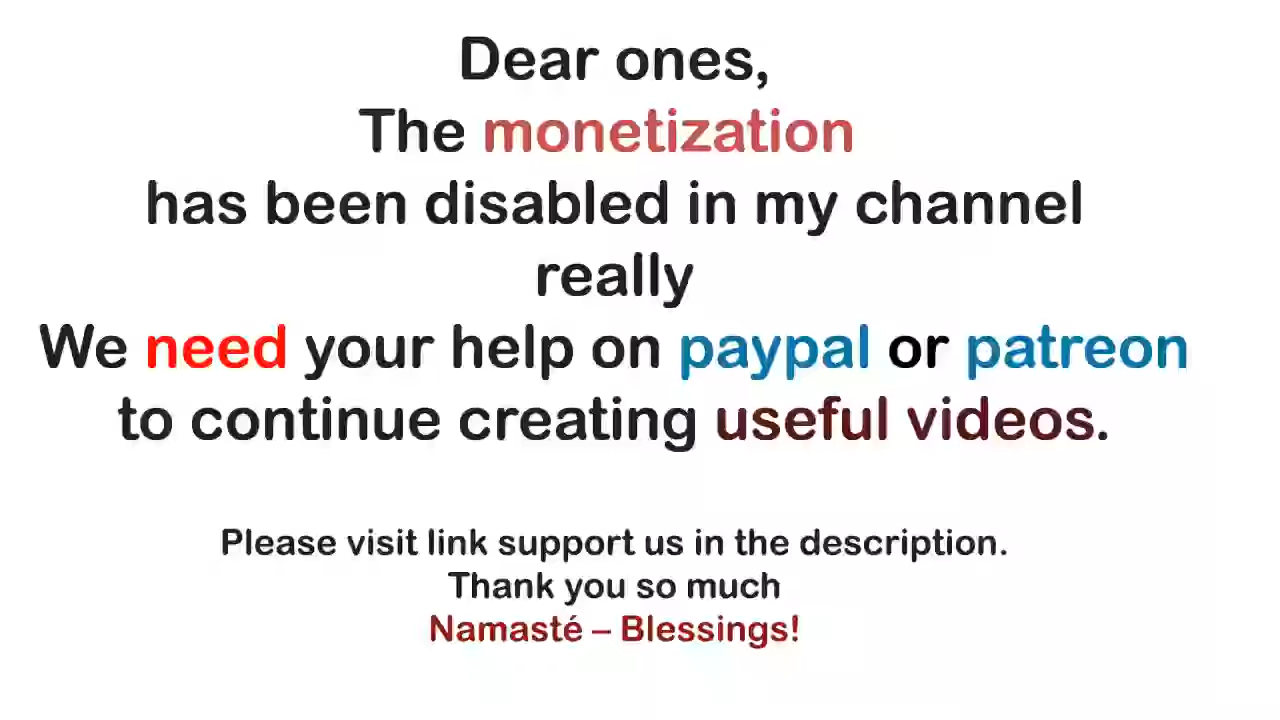 Dear ones,
The monetization
has been disabled in my channel
really
We need your help on paypal or patreon
to continue creating useful videos.
Please visit link support us in the description.
Thank you so much
Namasté – Blessings!